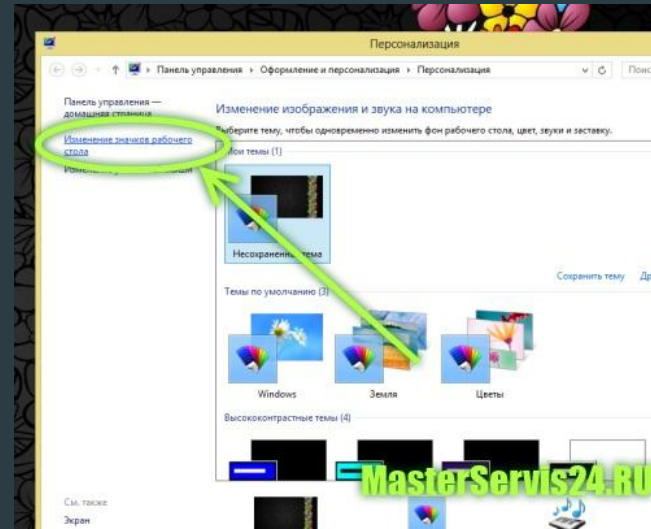 Персонализация
Панель управления
Оформление и персонализация
Персонализация
Панель управления —
домашняя страница
Изменение значков рабочего
стола
Изменение изображения и звука на компьютере
Выберите тему, чтобы одновременно изменить фон рабочего стола, цвет, звуки и заставку.
Мои темы (1)
Несохраненная тема
Сохранить тему
Темы по умолчанию (3)
Windows
Земля
Цветы
Высококонтрастные темы (4)
MasterServis24.RU
См. также
Экран